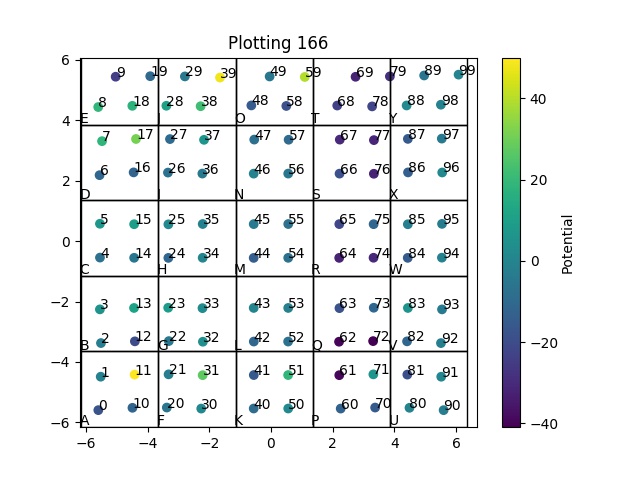 Plotting 166
6
9 19 29 39 49 59 69 79 89 99
40
8 18 28 38 48 58 68 78 88 98
4
E J O T Y
7 17 27 37 47 57 67 77 87 97
20
6 16 26 36 46 56 66 76 86 96
2
D I N S X
5 15 25 35 45 55 65 75 85 95
0
0
Potential
4 14 24 34 44 54 64 74 84 94
C H M R W
−2
3 13 23 33 43 53 63 73 83 93
−20
2 12 22 32 42 52 62 72 82 92
B G L Q V
−4
1 11 21 31 41 51 61 71 81 91
0 10 20 30 40 50 60 70 80 90
−40
−6
A F K P U
−6 −4 −2 0 2 4 6